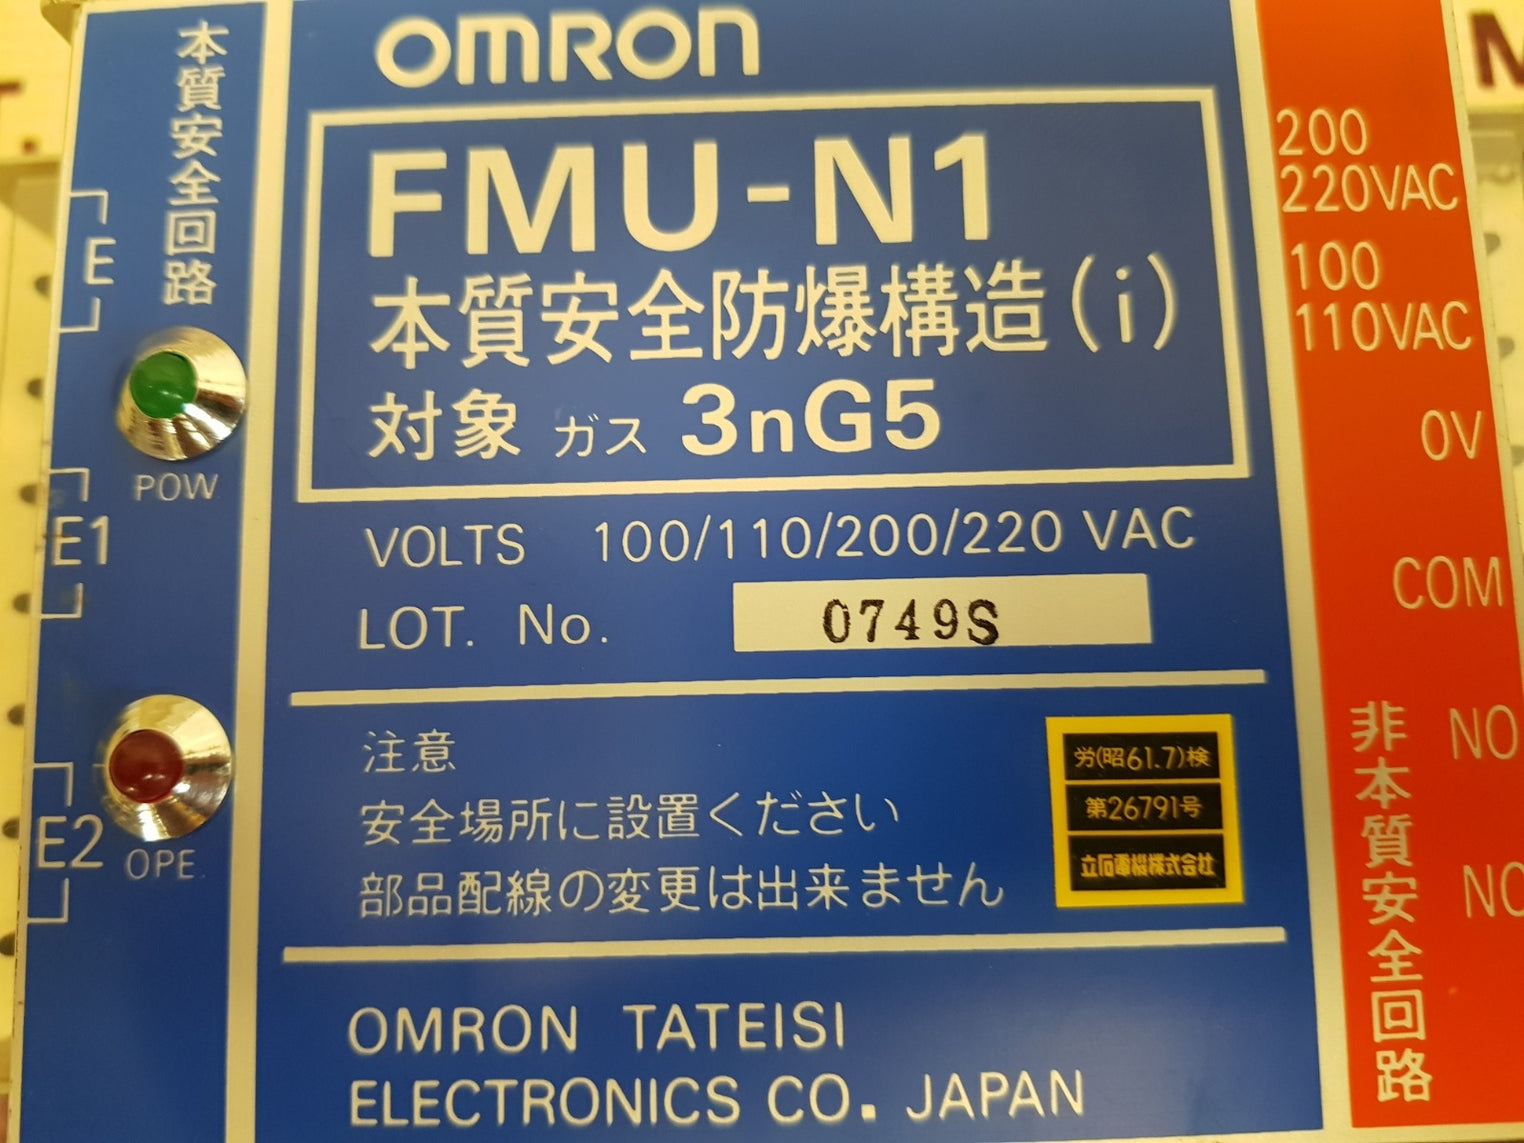 本質安全回路
E
POW
E1
E2
OPE.
OMRON
FMU-N1
本質安全防爆構造(i)
対象 ガス 3nG5
VOLTS 100/110/200/220 VAC
LOT. No. 0749S
注意
安全場所に設置ください
部品配線の変更は出来ません
労(昭61.7)検
第26791号
立石電機株式会社
OMRON TATEISI
ELECTRONICS CO. JAPAN
200
220VAC
100
110VAC
0V
COM
NO
非本質安全回路